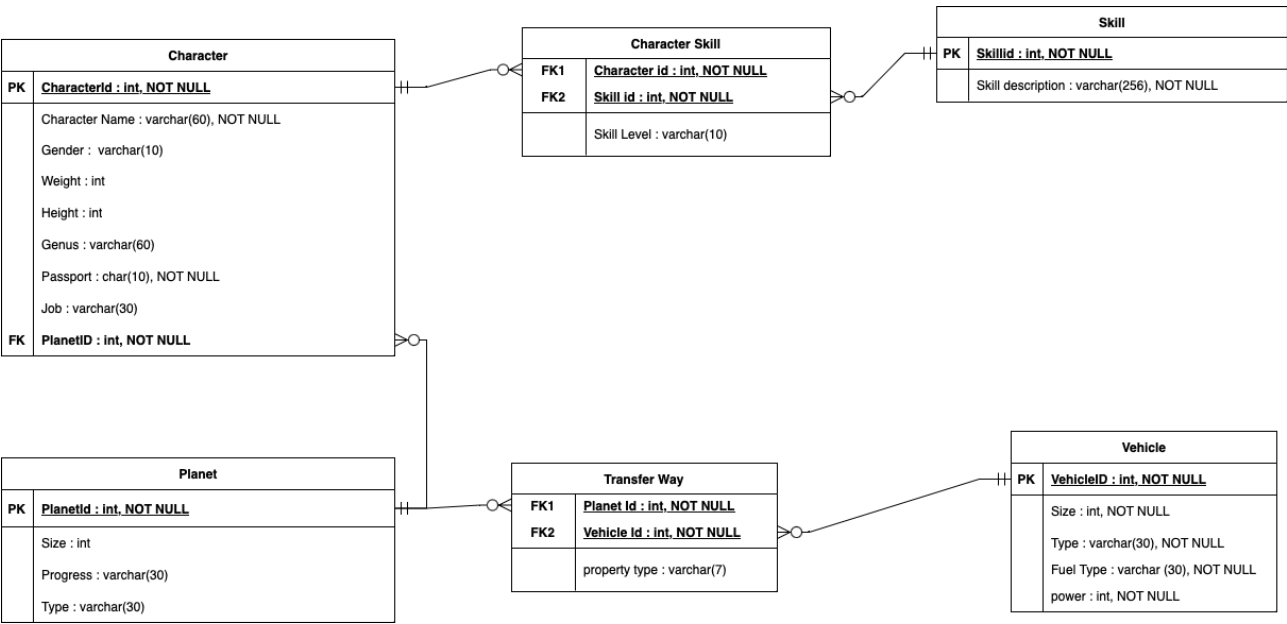 Character
PK CharacterId : int, NOT NULL
Character Name : varchar(60), NOT NULL
Gender :  varchar(10)
Weight : int
Height : int
Genus : varchar(60)
Passport : char(10), NOT NULL
Job : varchar(30)
FK PlanetID : int, NOT NULL
Character Skill
FK1 Character id : int, NOT NULL
FK2 Skill id : int, NOT NULL
Skill Level : varchar(10)
Skill
PK Skillid : int, NOT NULL
Skill description : varchar(256), NOT NULL
Planet
PK PlanetId : int, NOT NULL
Size : int
Progress : varchar(30)
Type : varchar(30)
Transfer Way
FK1 Planet Id : int, NOT NULL
FK2 Vehicle Id : int, NOT NULL
property type : varchar(7)
Vehicle
PK VehicleID : int, NOT NULL
Size : int, NOT NULL
Type : varchar(30), NOT NULL
Fuel Type : varchar (30), NOT NULL
power : int, NOT NULL